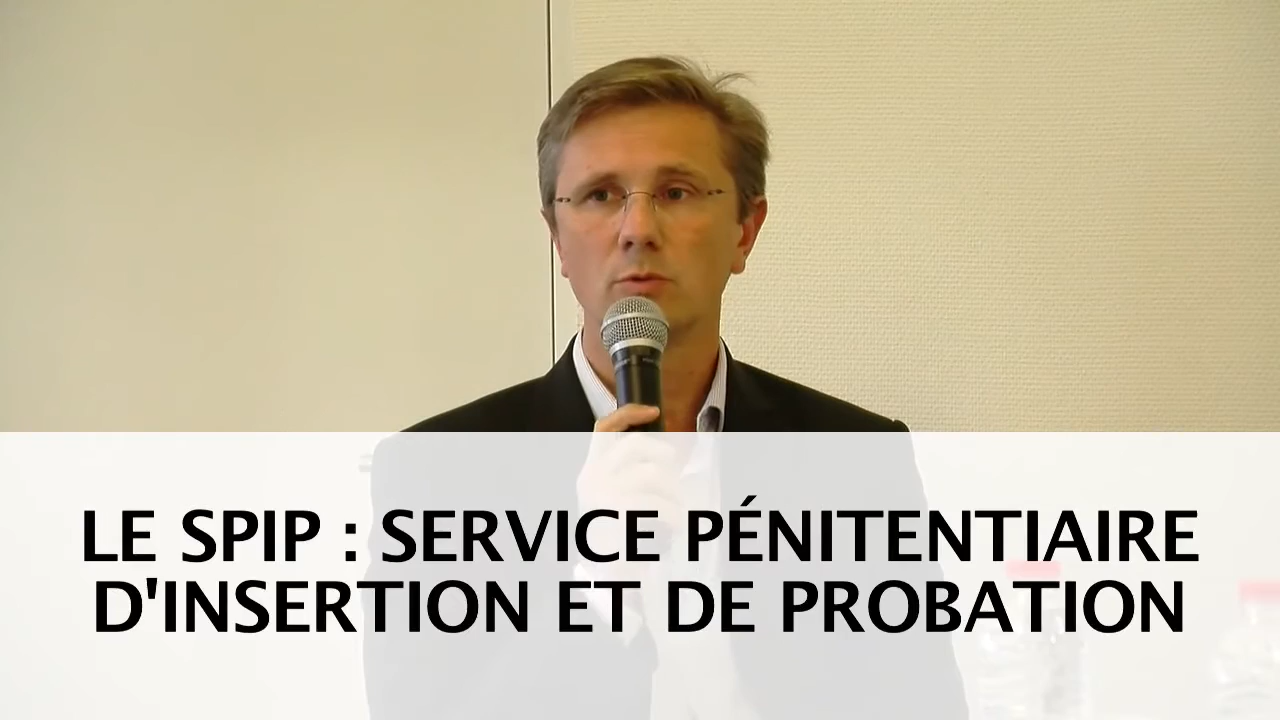 LE SPIP : SERVICE PÉNITENTIAIRE
D'INSERTION ET DE PROBATION